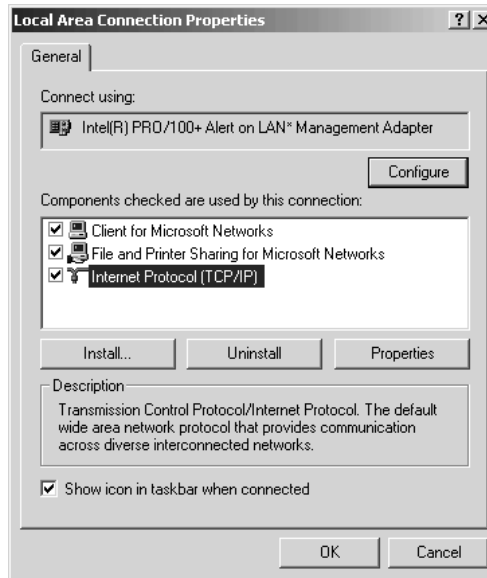 Local Area Connection Properties
General
Connect using:
Intel(R) PRO/100+ Alert on LAN* Management Adapter
Configure
Components checked are used by this connection:
Client for Microsoft Networks
File and Printer Sharing for Microsoft Networks
Internet Protocol (TCP/IP)
Install...
Uninstall
Properties
Description
Transmission Control Protocol/Internet Protocol. The default
wide area network protocol that provides communication
across diverse interconnected networks.
Show icon in taskbar when connected
OK
Cancel